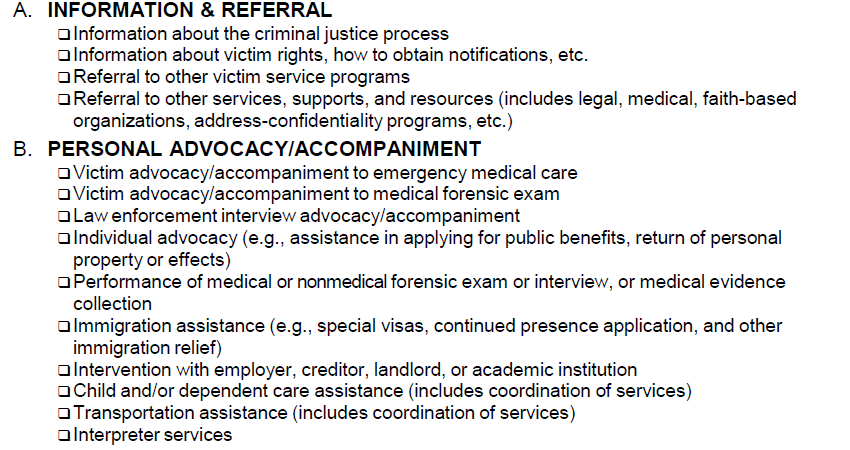 A. INFORMATION & REFERRAL
❑Information about the criminal justice process
❑Information about victim rights, how to obtain notifications, etc.
❑Referral to other victim service programs
❑Referral to other services, supports, and resources (includes legal, medical, faith-based
organizations, address-confidentiality programs, etc.)
B. PERSONAL ADVOCACY/ACCOMPANIMENT
❑Victim advocacy/accompaniment to emergency medical care
❑Victim advocacy/accompaniment to medical forensic exam
❑Law enforcement interview advocacy/accompaniment
❑Individual advocacy (e.g., assistance in applying for public benefits, return of personal
property or effects)
❑Performance of medical or nonmedical forensic exam or interview, or medical evidence
collection
❑Immigration assistance (e.g., special visas, continued presence application, and other
immigration relief)
❑Intervention with employer, creditor, landlord, or academic institution
❑Child and/or dependent care assistance (includes coordination of services)
❑Transportation assistance (includes coordination of services)
❑Interpreter services